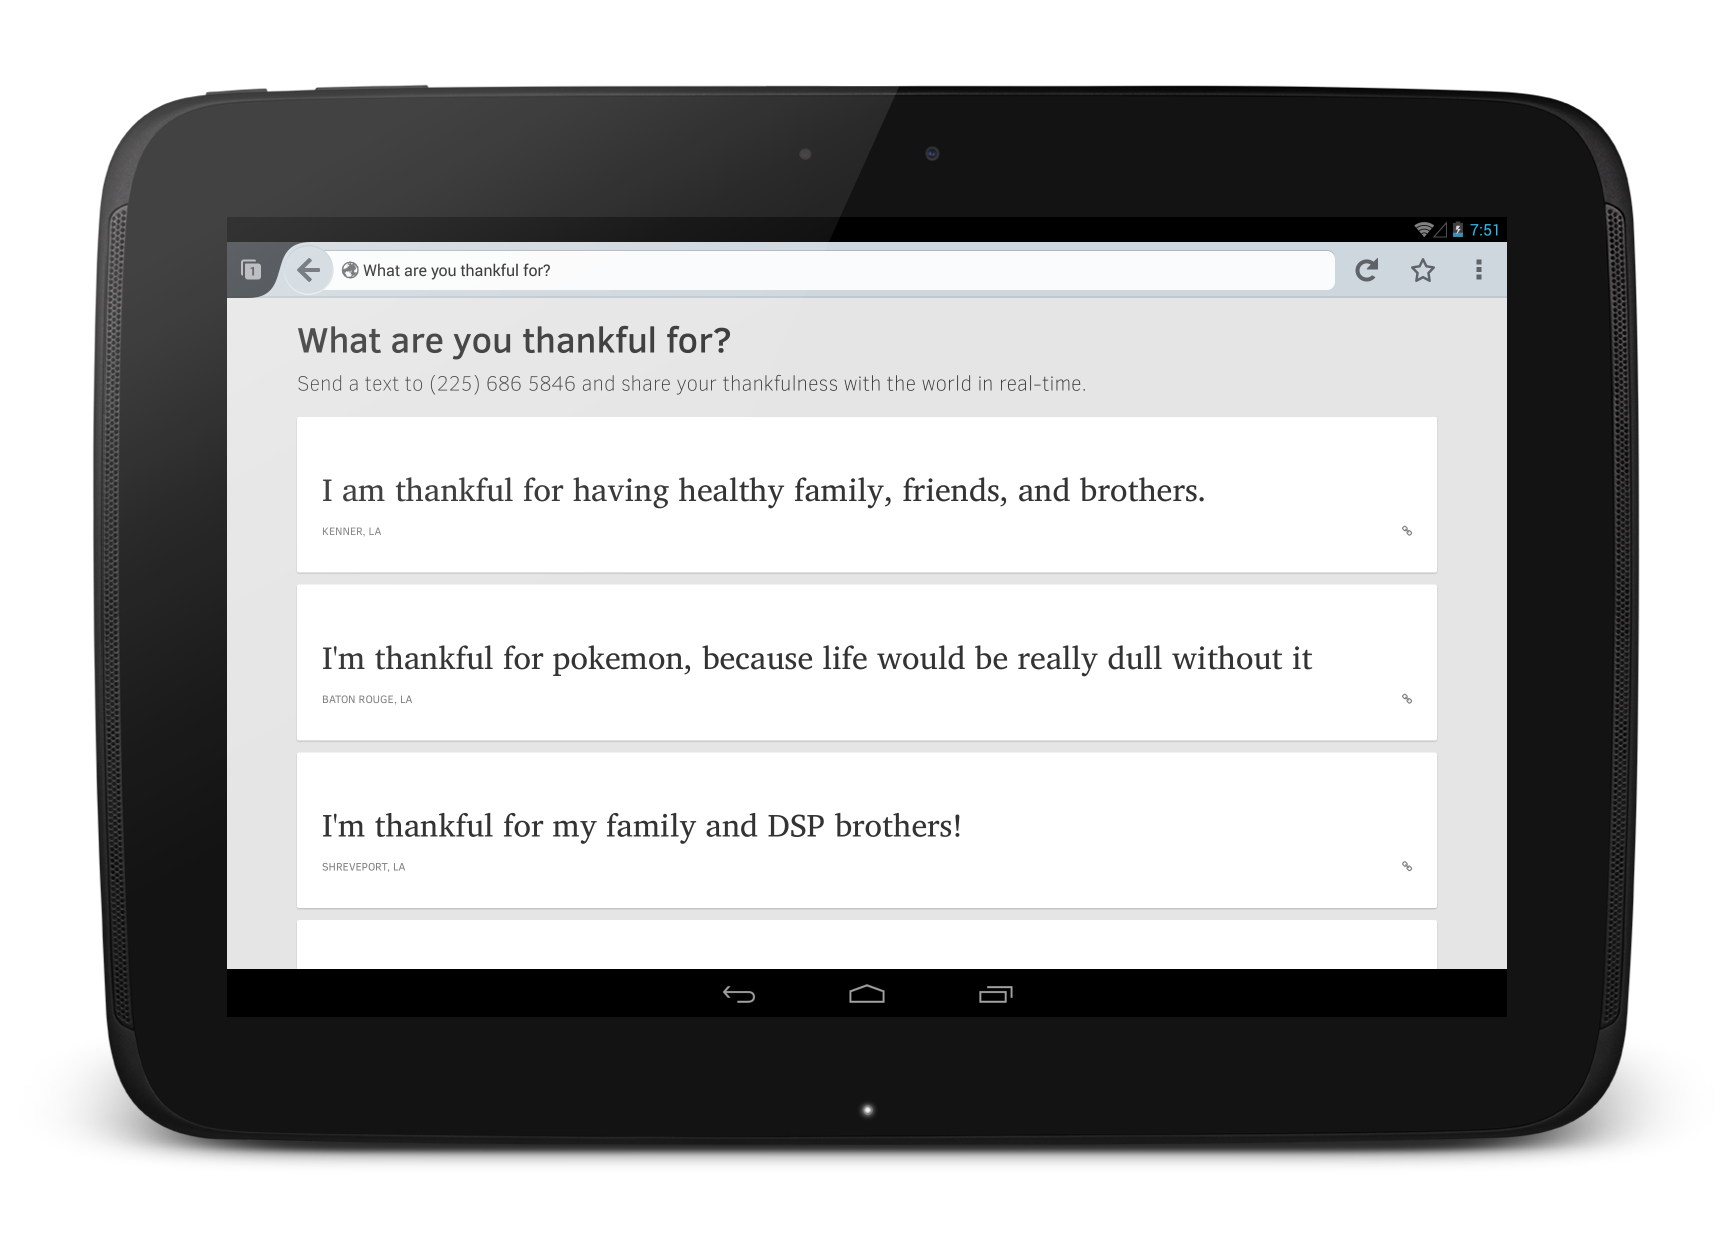 7:51
1
What are you thankful for?
What are you thankful for?
Send a text to (225) 686 5846 and share your thankfulness with the world in real-time.
I am thankful for having healthy family, friends, and brothers.
KENNER, LA
I'm thankful for pokemon, because life would be really dull without it
BATON ROUGE, LA
I'm thankful for my family and DSP brothers!
SHREVEPORT, LA